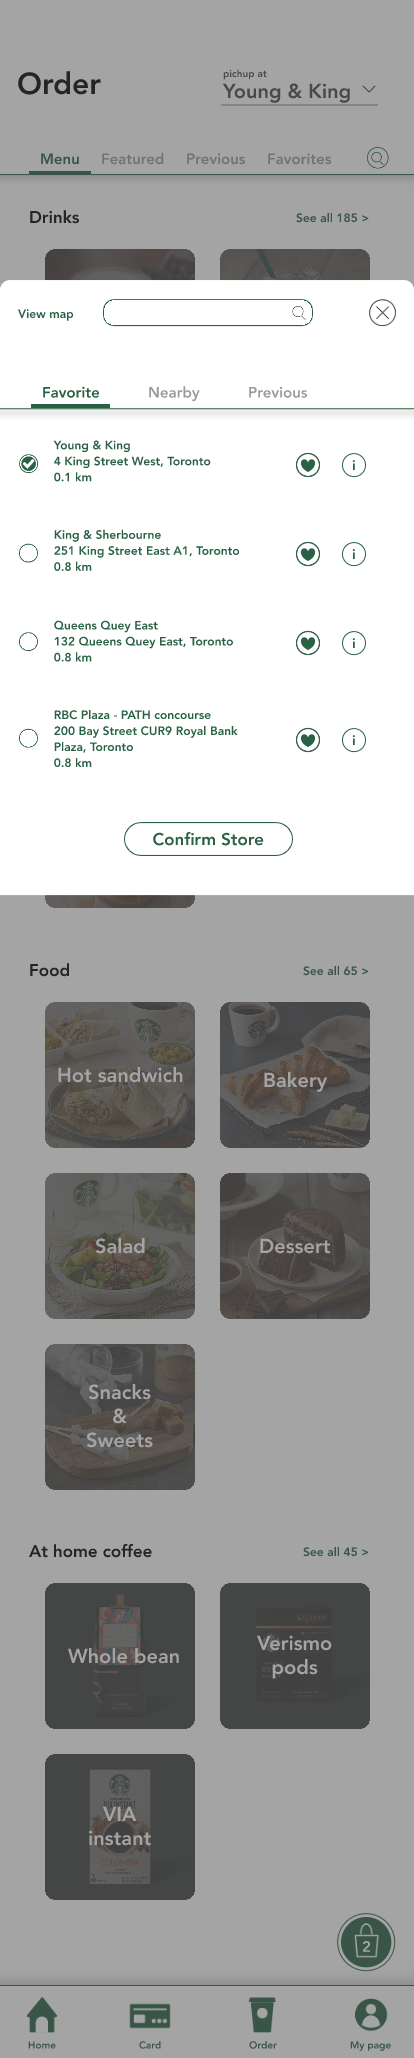 Order
pickup at
Young & King
Menu
Featured
Previous
Favorites
Drinks
See all 185 >
View map
Favorite
Nearby
Previous
Young & King
4 King Street West, Toronto
0.1 km
i
King & Sherbourne
251 King Street East A1, Toronto
0.8 km
i
Queens Quey East
132 Queens Quey East, Toronto
0.8 km
i
RBC Plaza - PATH concourse
200 Bay Street CUR9 Royal Bank
Plaza, Toronto
0.8 km
i
Confirm Store
Food
See all 65 >
Hot sandwich
Bakery
Salad
Dessert
Snacks
&
Sweets
At home coffee
See all 45 >
Whole bean
Verismo
pods
VIA
instant
COLOMBIA
2
Home
Card
Order
My page